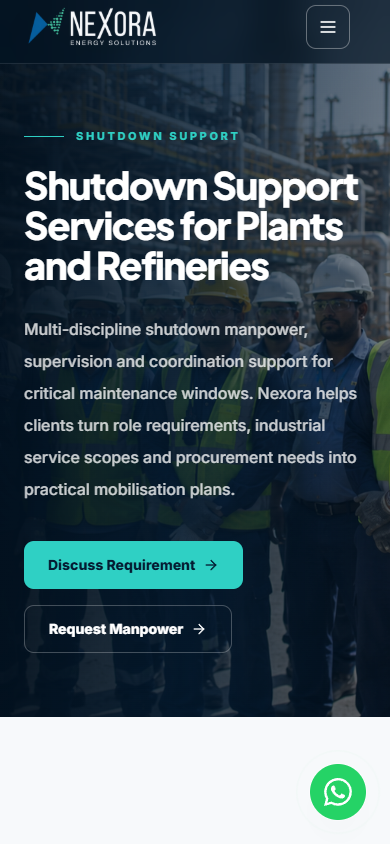 NEXORA
ENERGY SOLUTIONS
SHUTDOWN SUPPORT
Shutdown Support
Services for Plants
and Refineries
Multi-discipline shutdown manpower,
supervision and coordination support for
critical maintenance windows. Nexora helps
clients turn role requirements, industrial
service scopes and procurement needs into
practical mobilisation plans.
Discuss Requirement →
Request Manpower →